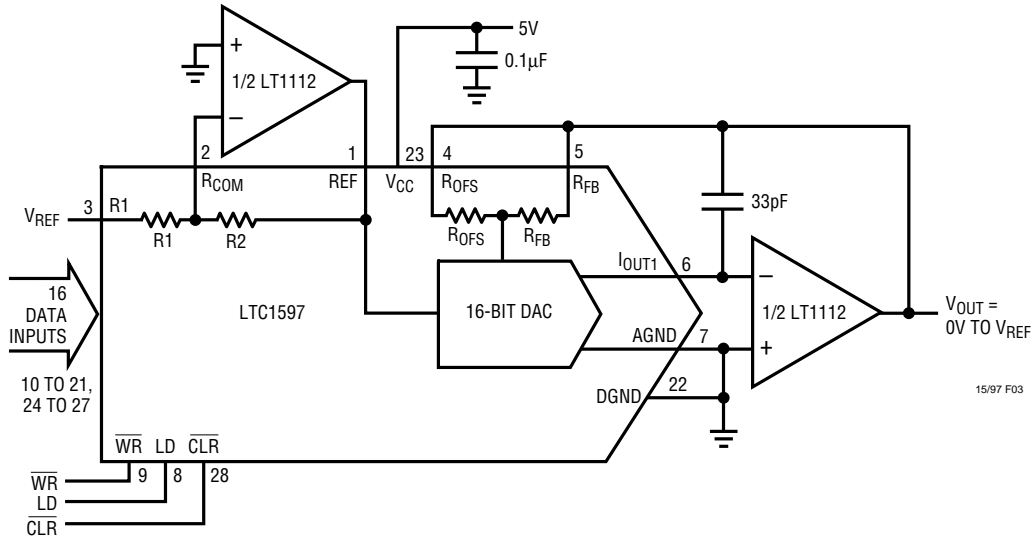 5V
0.1µF
+
1/2 LT1112
–
2
1
23
4
5
RCOM
REF
VCC
ROFS
RFB
VREF
3
R1
R1
R2
ROFS
RFB
33pF
16
DATA
INPUTS
LTC1597
16-BIT DAC
IOUT1
6
–
1/2 LT1112
+
VOUT =
0V TO VREF
AGND
7
10 TO 21,
24 TO 27
DGND
22
15/97 F03
WR LD CLR
9
8
28
WR
LD
CLR